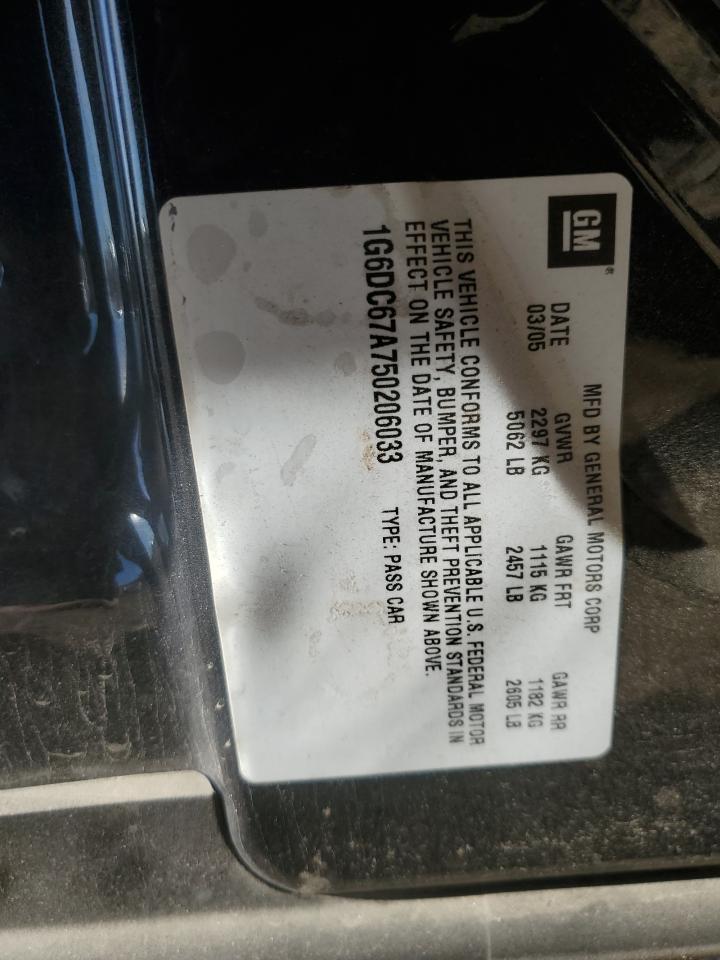 GM®
MFD BY GENERAL MOTORS CORP
DATE GVWR GAWR FRT GAWR RR
03/05 2297 KG 1115 KG 1182 KG
5062 LB 2457 LB 2605 LB
THIS VEHICLE CONFORMS TO ALL APPLICABLE U.S. FEDERAL MOTOR
VEHICLE SAFETY, BUMPER, AND THEFT PREVENTION STANDARDS IN
EFFECT ON THE DATE OF MANUFACTURE SHOWN ABOVE.
1G6DC67A750206033 TYPE: PASS CAR